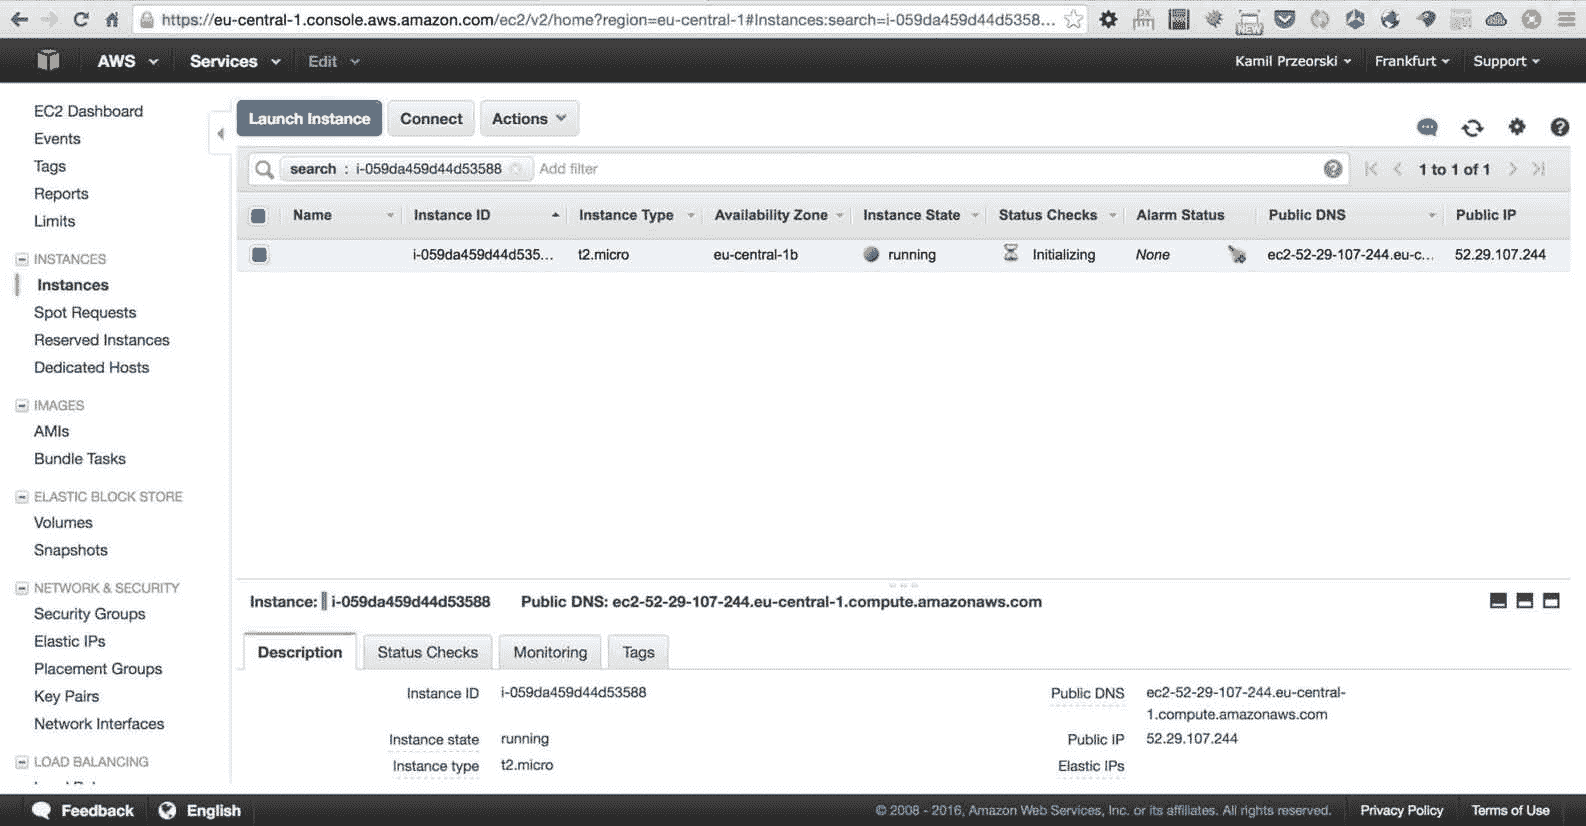 https://eu-central-1.console.aws.amazon.com/ec2/v2/home?region=eu-central-1#Instances:search=i-059da459d44d5358...
NEW
AWS Services Edit Kamil Przeorski Frankfurt Support
EC2 Dashboard
Events
Tags
Reports
Limits
INSTANCES
Instances
Spot Requests
Reserved Instances
Dedicated Hosts
IMAGES
AMIs
Bundle Tasks
ELASTIC BLOCK STORE
Volumes
Snapshots
NETWORK & SECURITY
Security Groups
Elastic IPs
Placement Groups
Key Pairs
Network Interfaces
LOAD BALANCING
Launch Instance Connect Actions
search : i-059da459d44d53588 Add filter 1 to 1 of 1
Name Instance ID Instance Type Availability Zone Instance State Status Checks Alarm Status Public DNS Public IP
i-059da459d44d535... t2.micro eu-central-1b running Initializing None ec2-52-29-107-244.eu-c... 52.29.107.244
Instance: i-059da459d44d53588 Public DNS: ec2-52-29-107-244.eu-central-1.compute.amazonaws.com
Description Status Checks Monitoring Tags
Instance ID i-059da459d44d53588 Public DNS ec2-52-29-107-244.eu-central-
1.compute.amazonaws.com
Instance state running Public IP 52.29.107.244
Instance type t2.micro Elastic IPs
Feedback English © 2008 - 2016, Amazon Web Services, Inc. or its affiliates. All rights reserved. Privacy Policy Terms of Use